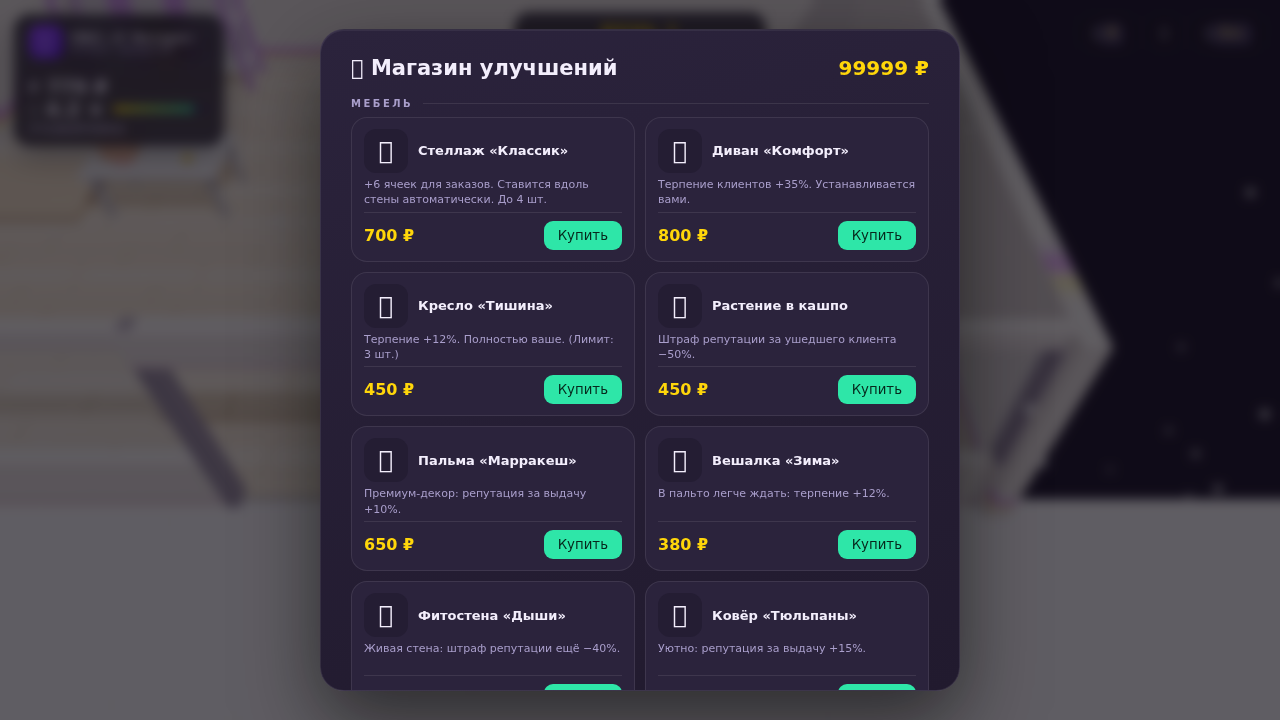 Магазин улучшений
99999 ₽
МЕБЕЛЬ
Стеллаж «Классик»
+6 ячеек для заказов. Ставится вдоль
стены автоматически. До 4 шт.
700 ₽
Купить
Диван «Комфорт»
Терпение клиентов +35%. Устанавливается
вами.
800 ₽
Купить
Кресло «Тишина»
Терпение +12%. Полностью ваше. (Лимит:
3 шт.)
450 ₽
Купить
Растение в кашпо
Штраф репутации за ушедшего клиента
−50%.
450 ₽
Купить
Пальма «Марракеш»
Премиум-декор: репутация за выдачу
+10%.
650 ₽
Купить
Вешалка «Зима»
В пальто легче ждать: терпение +12%.
380 ₽
Купить
Фитостена «Дыши»
Живая стена: штраф репутации ещё −40%.
Ковёр «Тюльпаны»
Уютно: репутация за выдачу +15%.